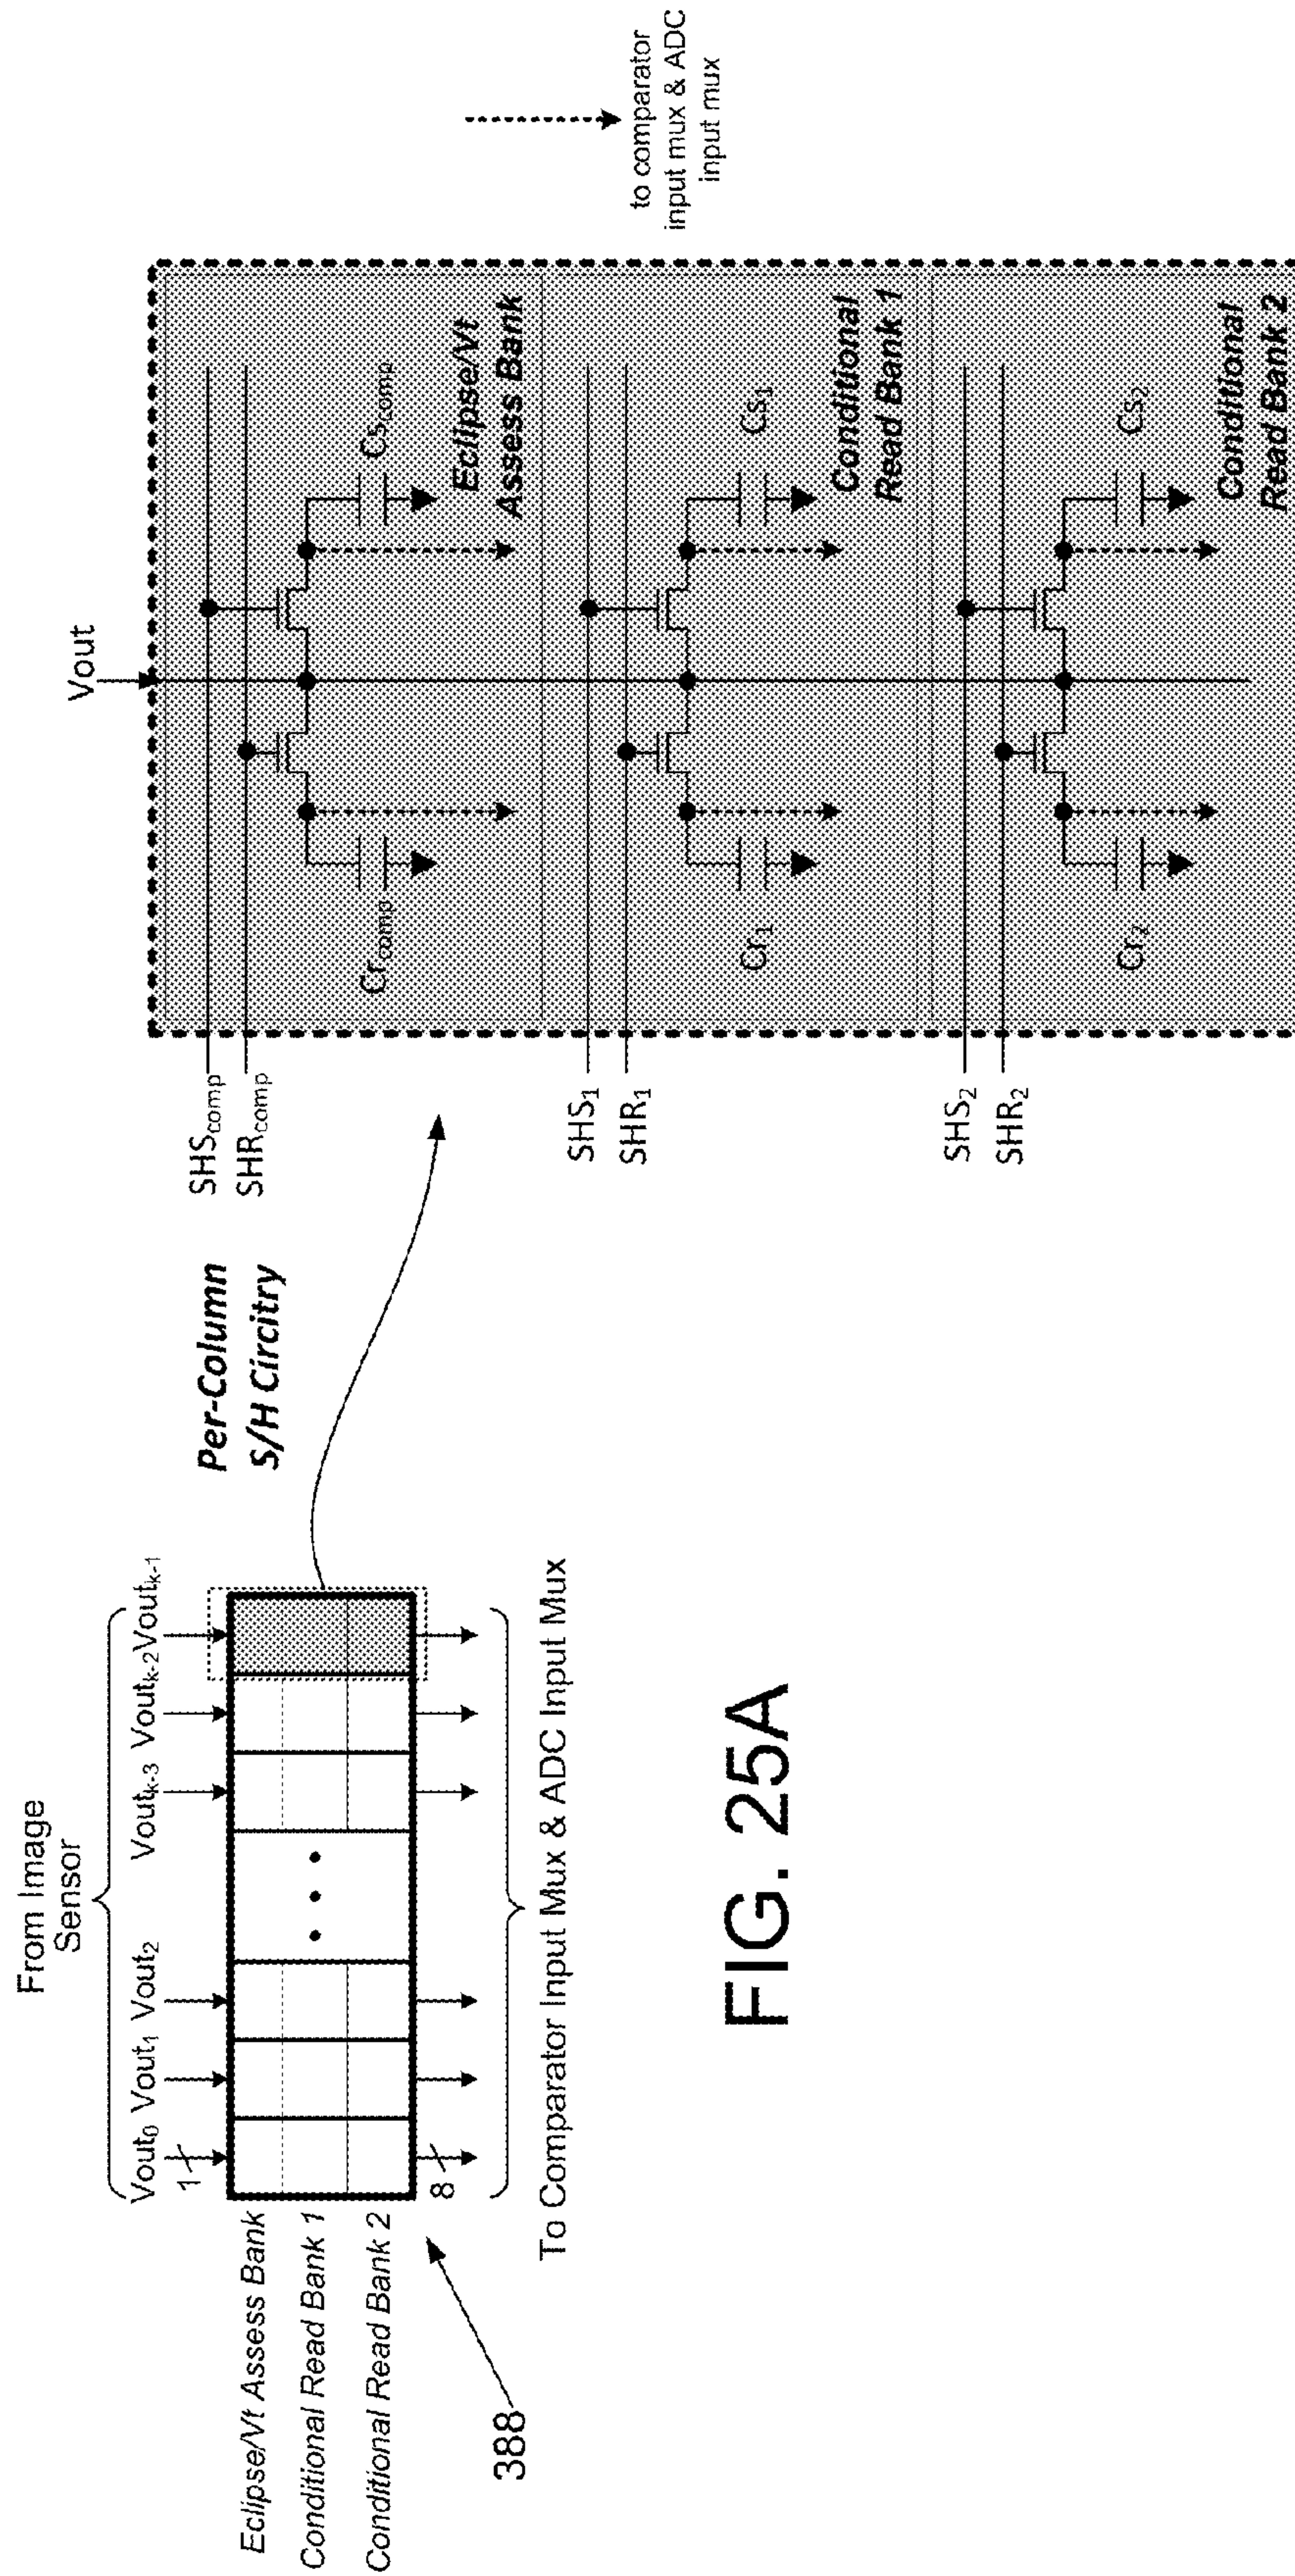 From Image
Sensor
Vout0 Vout1 Vout2 Voutk-3 Voutk-2 Voutk-1
1
Eclipse/Vt Assess Bank
Conditional Read Bank 1
Conditional Read Bank 2
8
388
To Comparator Input Mux & ADC Input Mux
Per-Column
S/H Circitry
Vout
SHScomp
SHRcomp
Crcomp
Cscomp
Eclipse/Vt
Assess Bank
SHS1
SHR1
Cr1
Cs1
Conditional
Read Bank 1
SHS2
SHR2
Cr2
Cs2
Conditional
Read Bank 2
to comparator
input mux & ADC
input mux
FIG. 25A